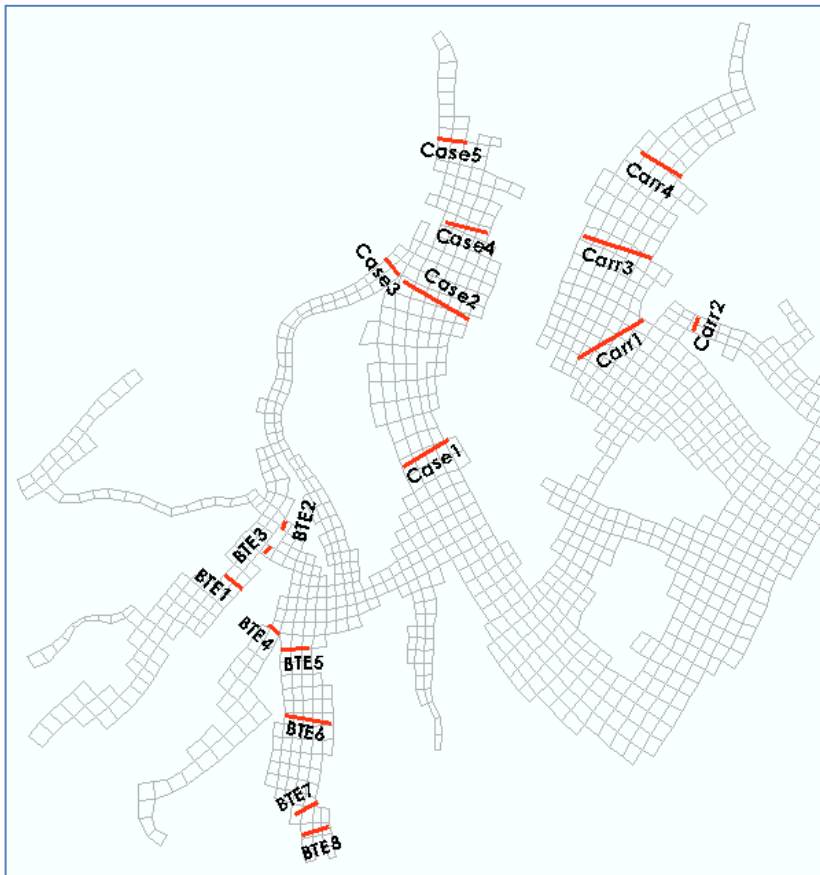 Case5
Carr4
Case4
Carr3
Case3
Case2
Carr2
Carr1
Case1
BTE2
BTE3
BTE1
BTE4
BTE5
BTE6
BTE7
BTE8